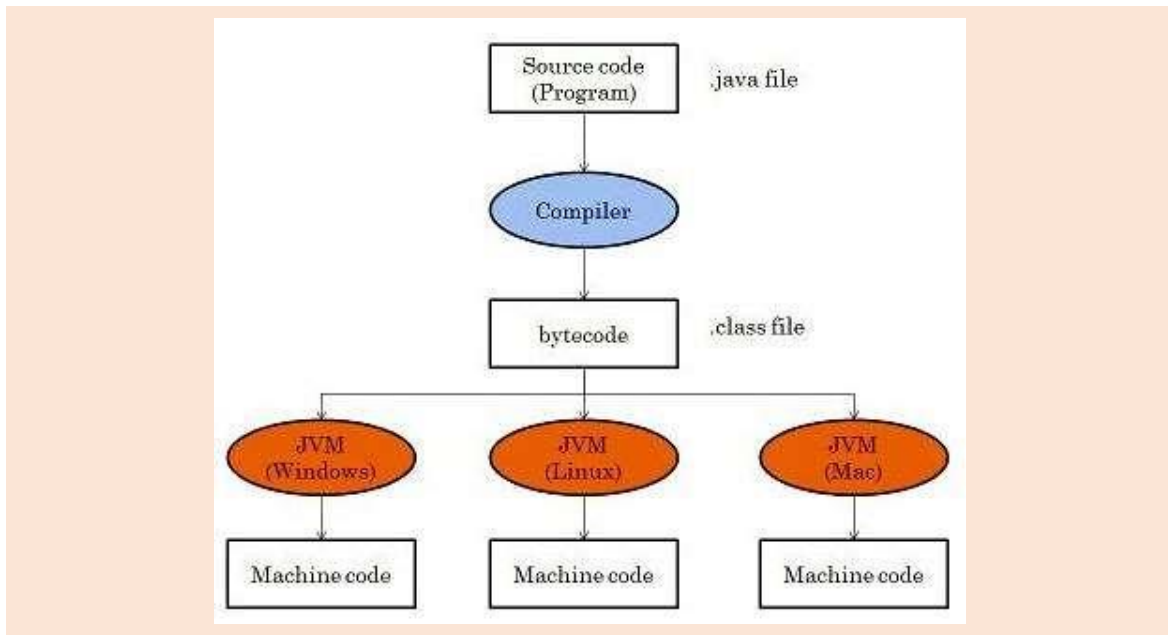 Source code
(Program)
.java file
Compiler
bytecode
.class file
JVM
(Windows)
JVM
(Linux)
JVM
(Mac)
Machine code
Machine code
Machine code